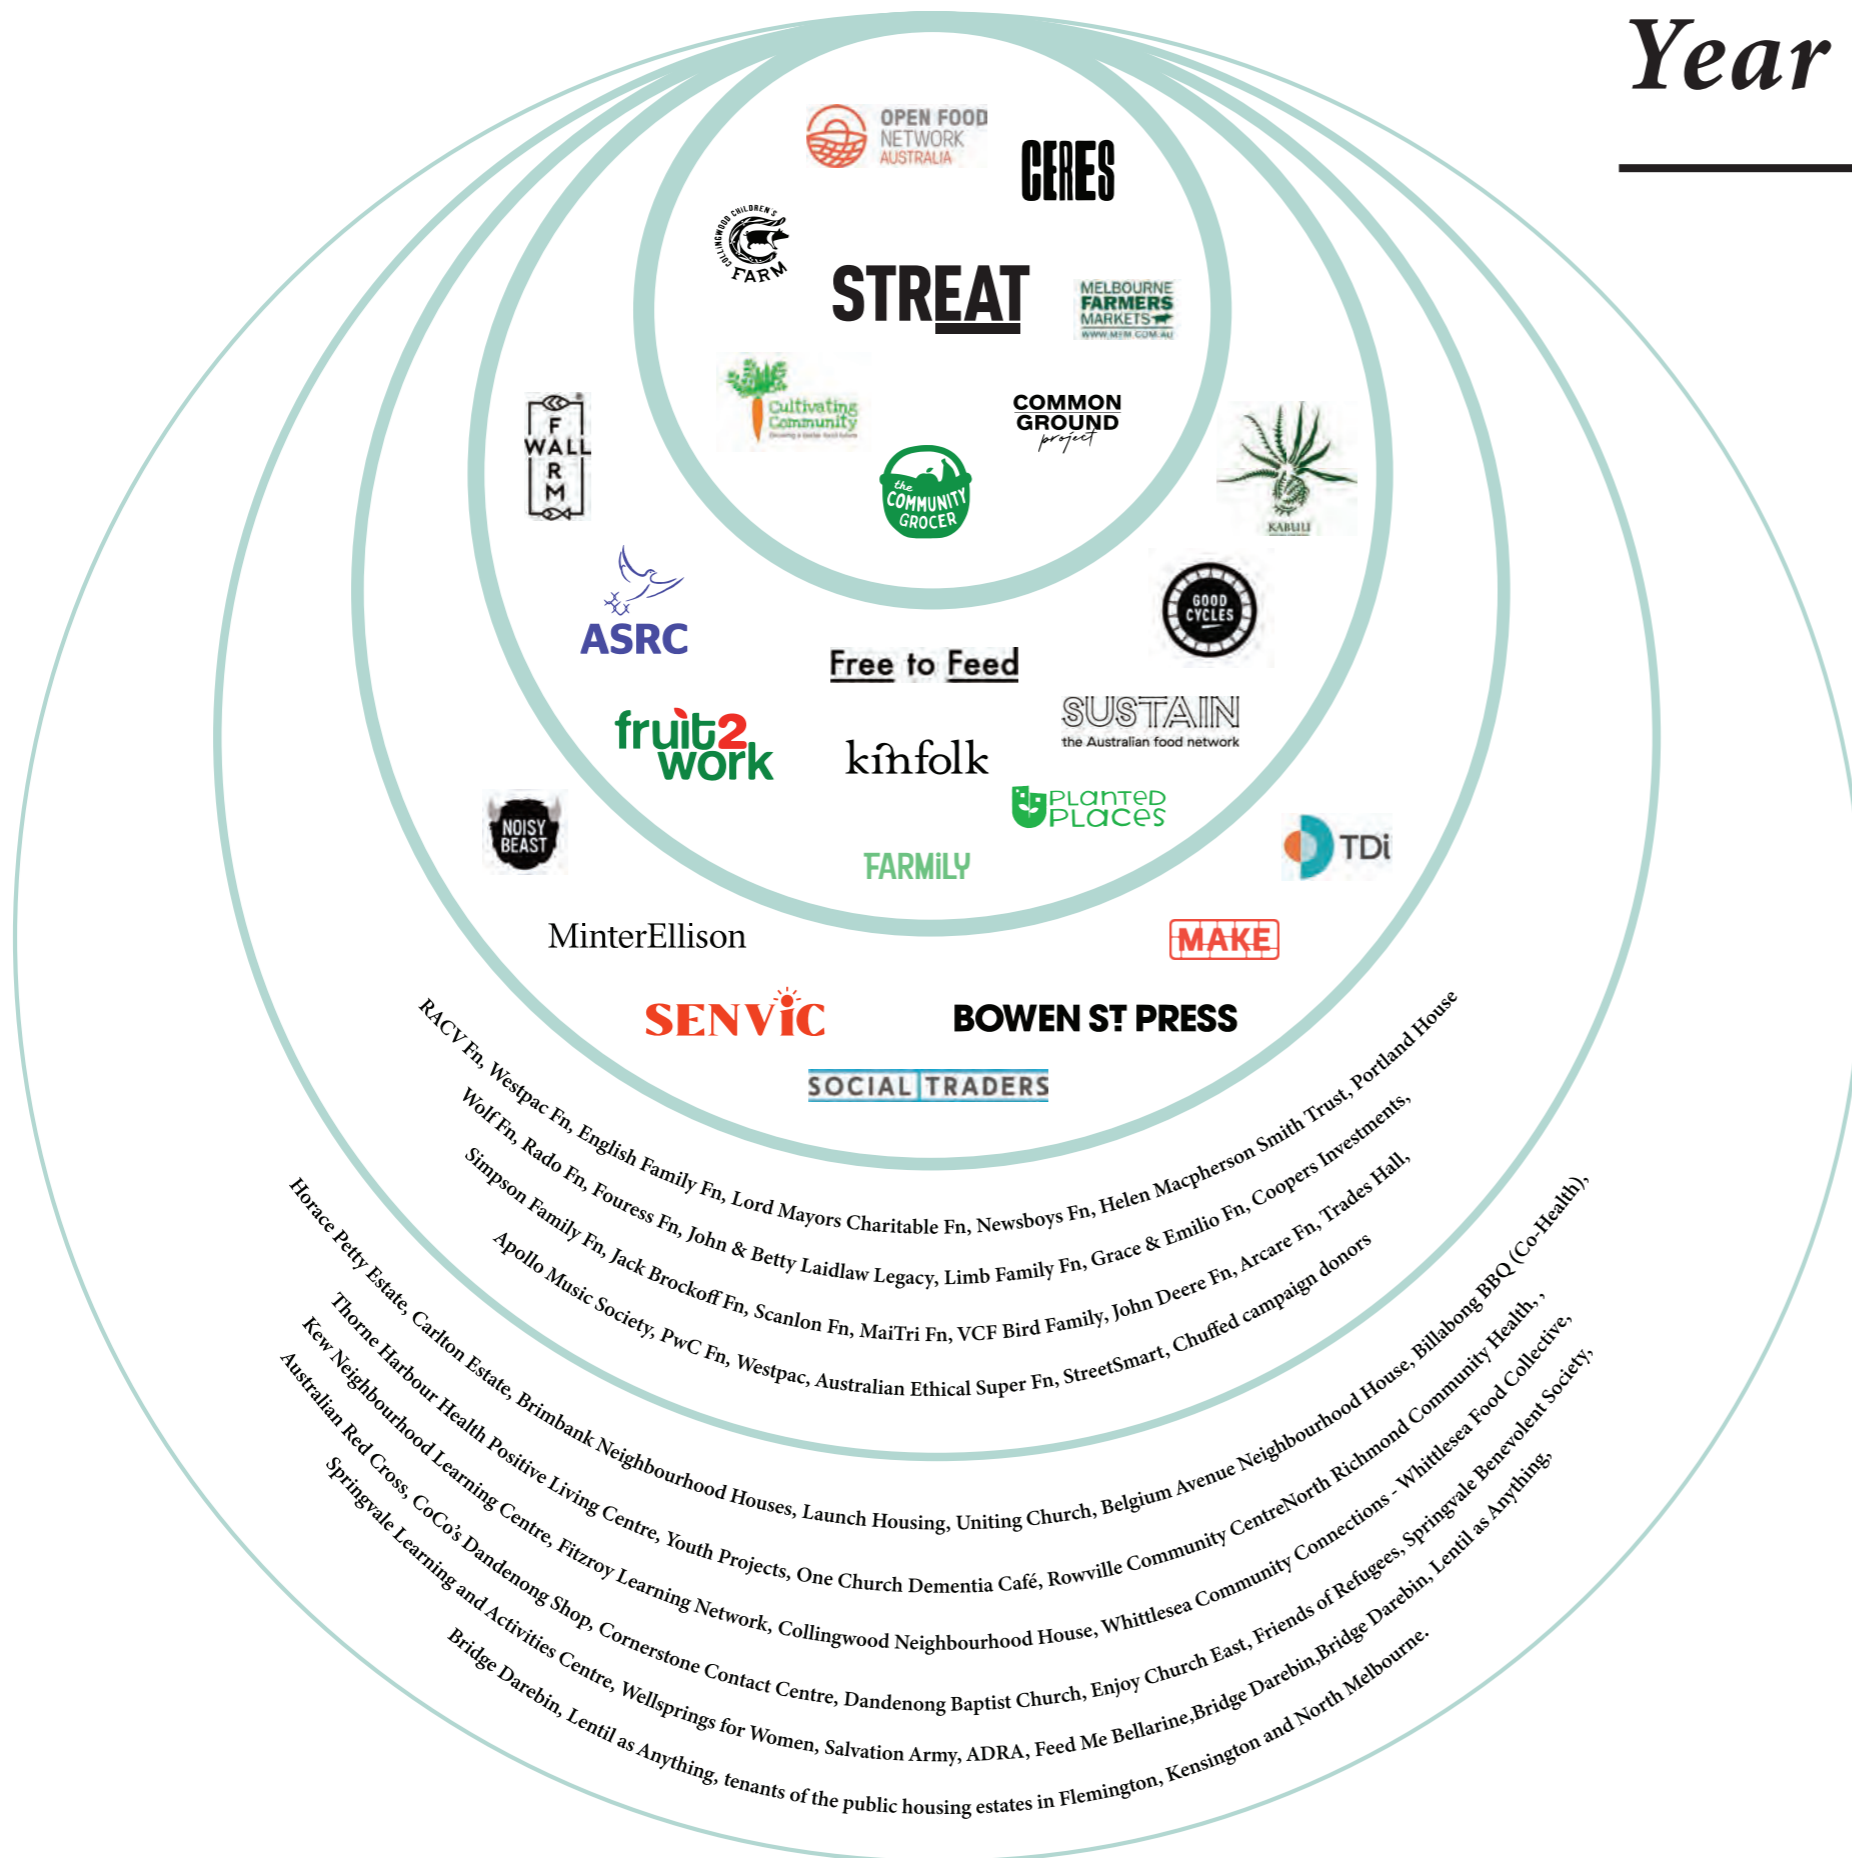 Year
OPEN FOOD
NETWORK
AUSTRALIA
CERES
COLLINGWOOD CHILDREN'S
FARM
STREAT
MELBOURNE
FARMERS
MARKETS
WWW.MFM.COM.AU
Cultivating
Community
Growing a better food future
COMMON
GROUND
project
the
COMMUNITY
GROCER
F
WALL
R
M
KABUU
ASRC
GOOD
CYCLES
Free to Feed
fruit2
work
kinfolk
SUSTAIN
the Australian food network
PLANTED
PLACES
NOISY
BEAST
FARMiLY
TDi
MinterEllison
MAKE
SENViC
BOWEN ST PRESS
SOCIAL TRADERS
RACV Fn, Westpac Fn, English Family Fn, Lord Mayors Charitable Fn, Newsboys Fn, Helen Macpherson Smith Trust, Portland House
Wolf Fn, Rado Fn, Fouress Fn, John & Betty Laidlaw Legacy, Limb Family Fn, Grace & Emilio Fn, Coopers Investments,
Simpson Family Fn, Jack Brockoff Fn, Scanlon Fn, MaiTri Fn, VCF Bird Family, John Deere Fn, Arcare Fn, Trades Hall,
Apollo Music Society, PwC Fn, Westpac, Australian Ethical Super Fn, StreetSmart, Chuffed campaign donors
Horace Petty Estate, Carlton Estate, Brimbank Neighbourhood Houses, Launch Housing, Uniting Church, Belgium Avenue Neighbourhood House, Billabong BBQ (Co-Health),
Thorne Harbour Health Positive Living Centre, Youth Projects, One Church Dementia Café, Rowville Community CentreNorth Richmond Community Health, ,
Kew Neighbourhood Learning Centre, Fitzroy Learning Network, Collingwood Neighbourhood House, Whittlesea Community Connections - Whittlesea Food Collective,
Australian Red Cross, CoCo's Dandenong Shop, Cornerstone Contact Centre, Dandenong Baptist Church, Enjoy Church East, Friends of Refugees, Springvale Benevolent Society,
Springvale Learning and Activities Centre, Wellsprings for Women, Salvation Army, ADRA, Feed Me Bellarine,Bridge Darebin,Bridge Darebin, Lentil as Anything,
Bridge Darebin, Lentil as Anything, tenants of the public housing estates in Flemington, Kensington and North Melbourne.